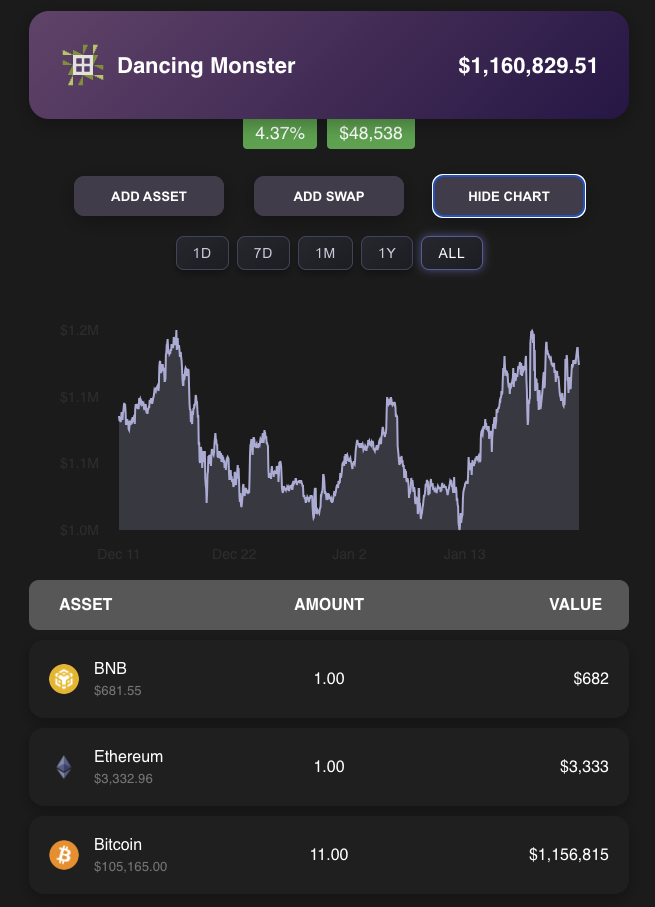 Dancing Monster $1,160,829.51
4.37% $48,538
ADD ASSET ADD SWAP HIDE CHART
1D 7D 1M 1Y ALL
$1.2M
$1.1M
$1.1M
$1.0M
Dec 11 Dec 22 Jan 2 Jan 13
ASSET AMOUNT VALUE
BNB
$681.55
1.00 $682
Ethereum
$3,332.96
1.00 $3,333
Bitcoin
$105,165.00
11.00 $1,156,815